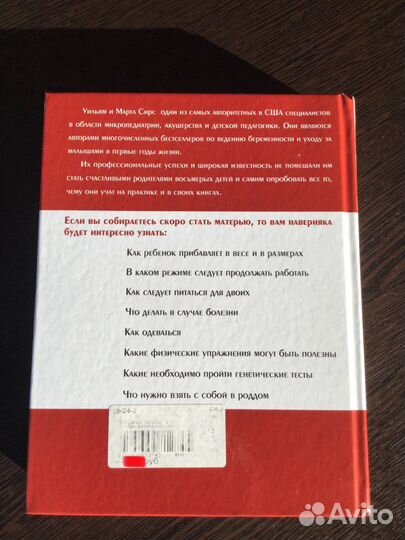 Уильям и Марта Сирс одни из самых авторитетных в США специалистов
в области микропедиатрии, акушерства и детской педагогики. Они являются
авторами многочисленных бестселлеров по ведению беременности и уходу за
малышами в первые годы жизни.
Их профессиональные успехи и широкая известность не помешали им
стать счастливыми родителями восьмерых детей и самим опробовать все то,
чему они учат на практике и в своих книгах.
Если вы собираетесь скоро стать матерью, то вам наверняка
будет интересно узнать:
Как ребенок прибавляет в весе и в размерах
В каком режиме следует продолжать работать
Как следует питаться для двоих
Что делать в случае болезни
Как одеваться
Какие физические упражнения могут быть полезны
Какие необходимо пройти генетические тесты
Что нужно взять с собой в роддом
руб.
Avito